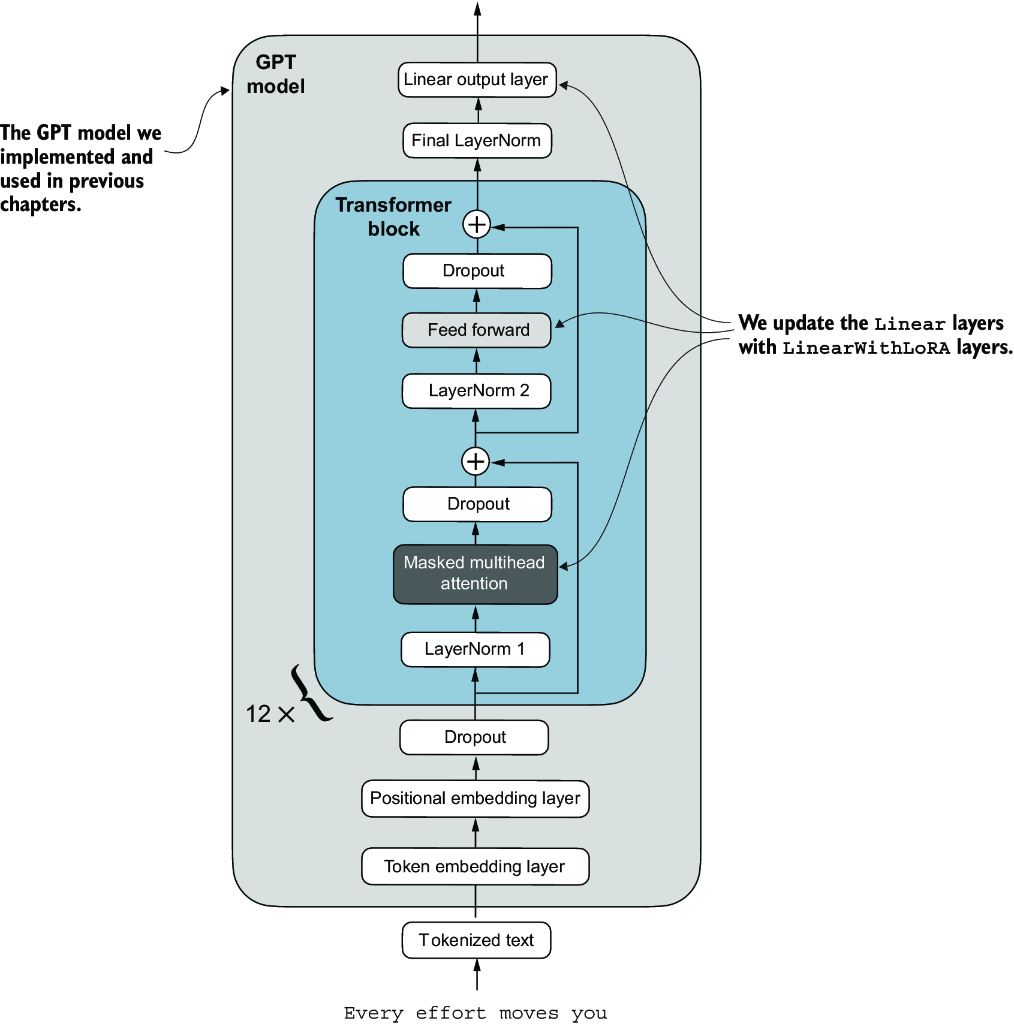 GPT
model
Linear output layer
The GPT model we
implemented and
used in previous
chapters.
Final LayerNorm
Transformer
block
+
Dropout
Feed forward
We update the Linear layers
with LinearWithLoRA layers.
LayerNorm 2
+
Dropout
Masked multihead
attention
LayerNorm 1
12 ×
Dropout
Positional embedding layer
Token embedding layer
Tokenized text
Every effort moves you